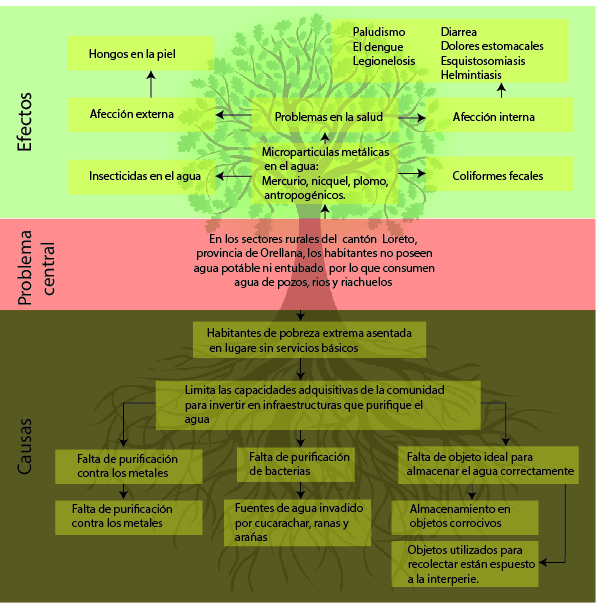 Efectos
Hongos en la piel
Paludismo
El dengue
Legionelosis
Diarrea
Dolores estomacales
Esquistosomiasis
Helmintiasis
Afección externa
Problemas en la salud
Afección interna
Insecticidas en el agua
Microparticulas metálicas
en el agua:
Mercurio, nicquel, plomo,
antropogénicos.
Coliformes fecales
Problema
central
En los sectores rurales del cantón Loreto,
provincia de Orellana, los habitantes no poseen
agua potáble ni entubado por lo que consumen
agua de pozos, rios y riachuelos
Causas
Habitantes de pobreza extrema asentada
en lugare sin servicios básicos
Limita las capacidades adquisitivas de la comunidad
para invertir en infraestructuras que purifique el
agua
Falta de purificación
contra los metales
Falta de purificación
de bacterias
Falta de objeto ideal para
almacenar el agua correctamente
Falta de purificación
contra los metales
Fuentes de agua invadido
por cucarachar, ranas y
arañas
Almacenamiento en
objetos corrocivos
Objetos utilizados para
recolectar están espuesto
a la interperie.